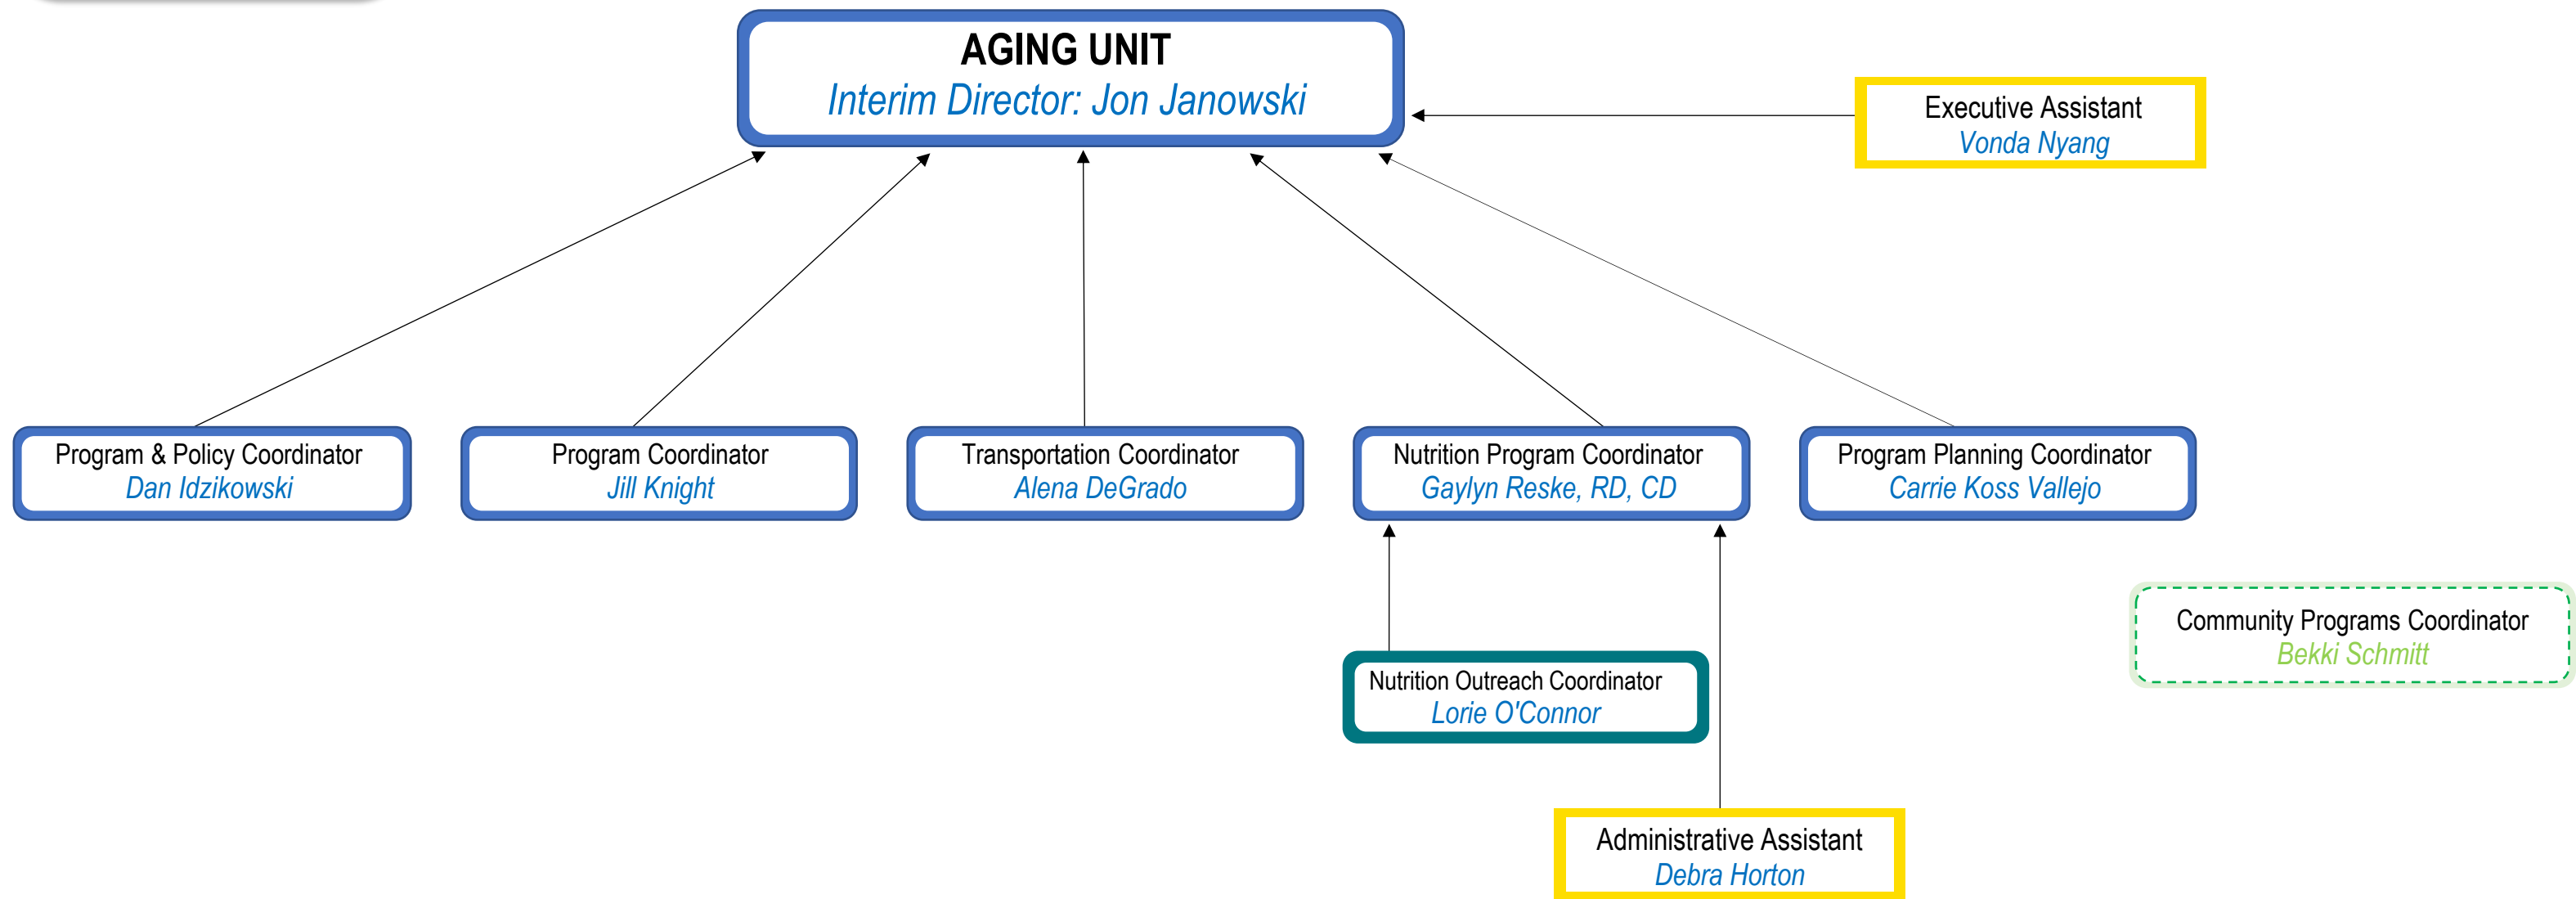 AGING UNIT
Interim Director: Jon Janowski
Executive Assistant
Vonda Nyang
Program & Policy Coordinator
Dan Idzikowski
Program Coordinator
Jill Knight
Transportation Coordinator
Alena DeGrado
Nutrition Program Coordinator
Gaylyn Reske, RD, CD
Program Planning Coordinator
Carrie Koss Vallejo
Community Programs Coordinator
Bekki Schmitt
Nutrition Outreach Coordinator
Lorie O'Connor
Administrative Assistant
Debra Horton